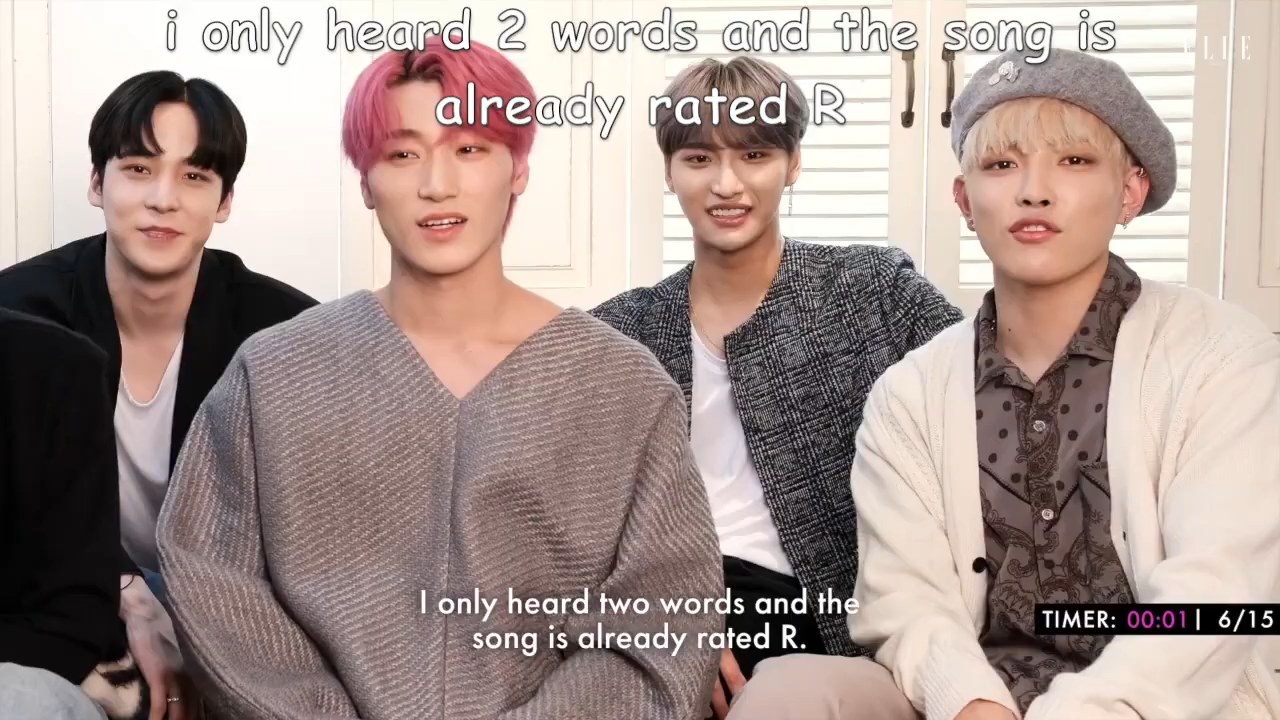 i only heard 2 words and the song is
already rated R
ELLE
I only heard two words and the
song is already rated R.
TIMER: 00:01 | 6/15